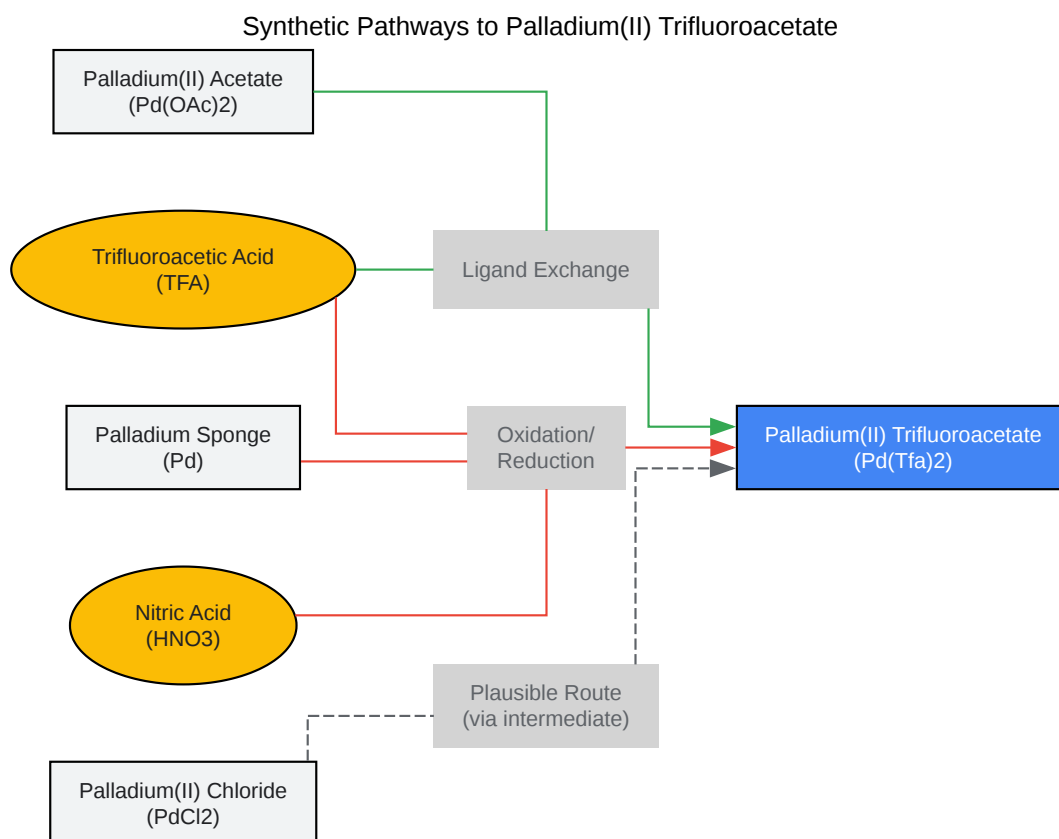 Synthetic Pathways to Palladium(II) Trifluoroacetate
Palladium(II) Acetate
(Pd(OAc)2)
Trifluoroacetic Acid
(TFA)
Ligand Exchange
Palladium Sponge
(Pd)
Oxidation/
Reduction
Palladium(II) Trifluoroacetate
(Pd(Tfa)2)
Nitric Acid
(HNO3)
Plausible Route
(via intermediate)
Palladium(II) Chloride
(PdCl2)